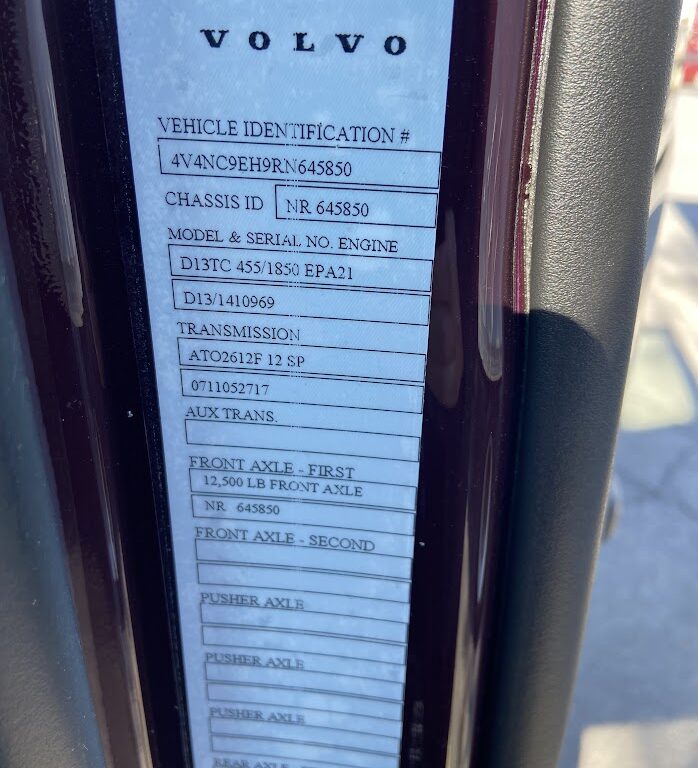 VOLVO
VEHICLE IDENTIFICATION #
4V4NC9EH9RN645850
CHASSIS ID NR 645850
MODEL & SERIAL NO. ENGINE
D13TC 455/1850 EPA21
D13/1410969
TRANSMISSION
ATO2612F 12 SP
0711052717
AUX TRANS.
FRONT AXLE - FIRST
12,500 LB FRONT AXLE
NR 645850
FRONT AXLE - SECOND
PUSHER AXLE
PUSHER AXLE
PUSHER AXLE
REAR AXLE -